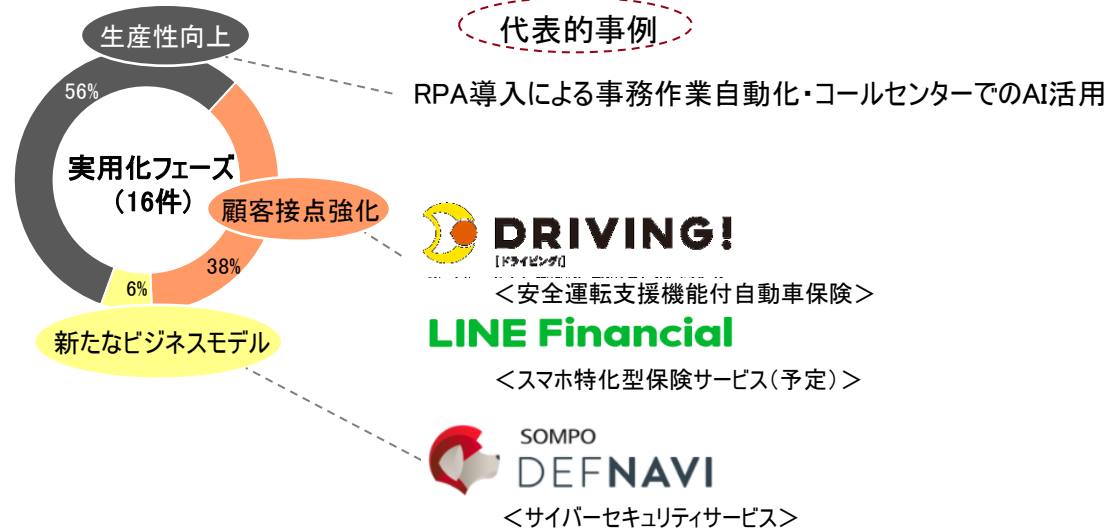 生産性向上
代表的事例
56%
RPA導入による事務作業自動化・コールセンターでのAI活用
実用化フェーズ
（16件）
顧客接点強化
DRIVING!
[ドライビング!]
38%
6%
＜安全運転支援機能付自動車保険＞
新たなビジネスモデル
LINE Financial
＜スマホ特化型保険サービス（予定）＞
SOMPO
DEFNAVI
＜サイバーセキュリティサービス＞